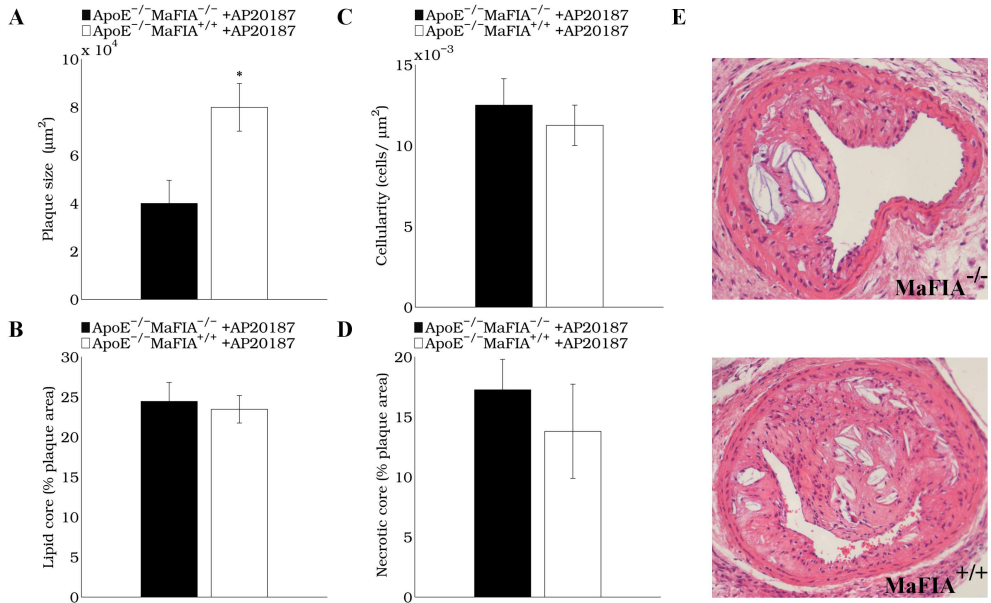 A
■ApoE⁻/⁻MaFIA⁻/⁻ +AP20187
□ApoE⁻/⁻MaFIA⁺/⁺ +AP20187
x 10⁴
10
8
6
4
2
0
*
Plaque size (µm²)
C
■ApoE⁻/⁻MaFIA⁻/⁻ +AP20187
□ApoE⁻/⁻MaFIA⁺/⁺ +AP20187
x10⁻³
15
10
5
0
Cellularity (cells/ µm²)
E
MaFIA⁻/⁻
B
■ApoE⁻/⁻MaFIA⁻/⁻ +AP20187
□ApoE⁻/⁻MaFIA⁺/⁺ +AP20187
30
25
20
15
10
5
0
Lipid core (% plaque area)
D
■ApoE⁻/⁻MaFIA⁻/⁻ +AP20187
□ApoE⁻/⁻MaFIA⁺/⁺ +AP20187
20
15
10
5
0
Necrotic core (% plaque area)
MaFIA⁺/⁺